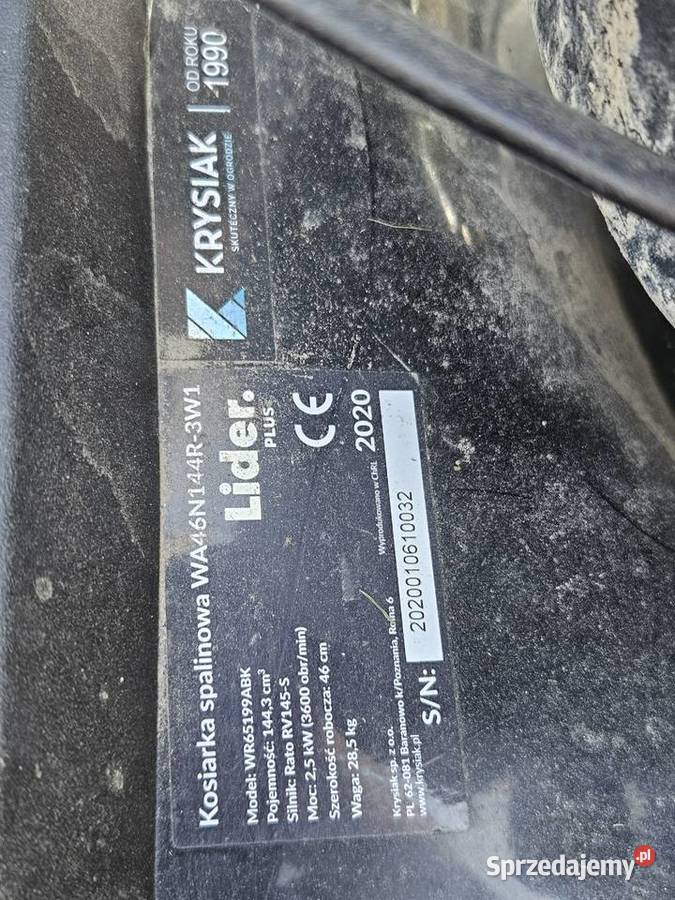 KRYSIAK | OD ROKU 1990
SKUTECZNY W OGRODZIE
Kosiarka spalinowa WA46N144R-3W1
Lider.
PLUS
Model: WR65199ABK
Pojemność: 144,3 cm³
Silnik: Rato RV145-S
Moc: 2,5 kW (3600 obr/min)
Szerokość robocza: 46 cm
Waga: 28,5 kg
CE
Wyprodukowano w ChRL 2020
Krysiak sp. z o.o.
PL 62-081 Baranowo k/Poznania, Rolna 6
www.krysiak.pl
S/N: 2020010610032
Sprzedajemy.pl